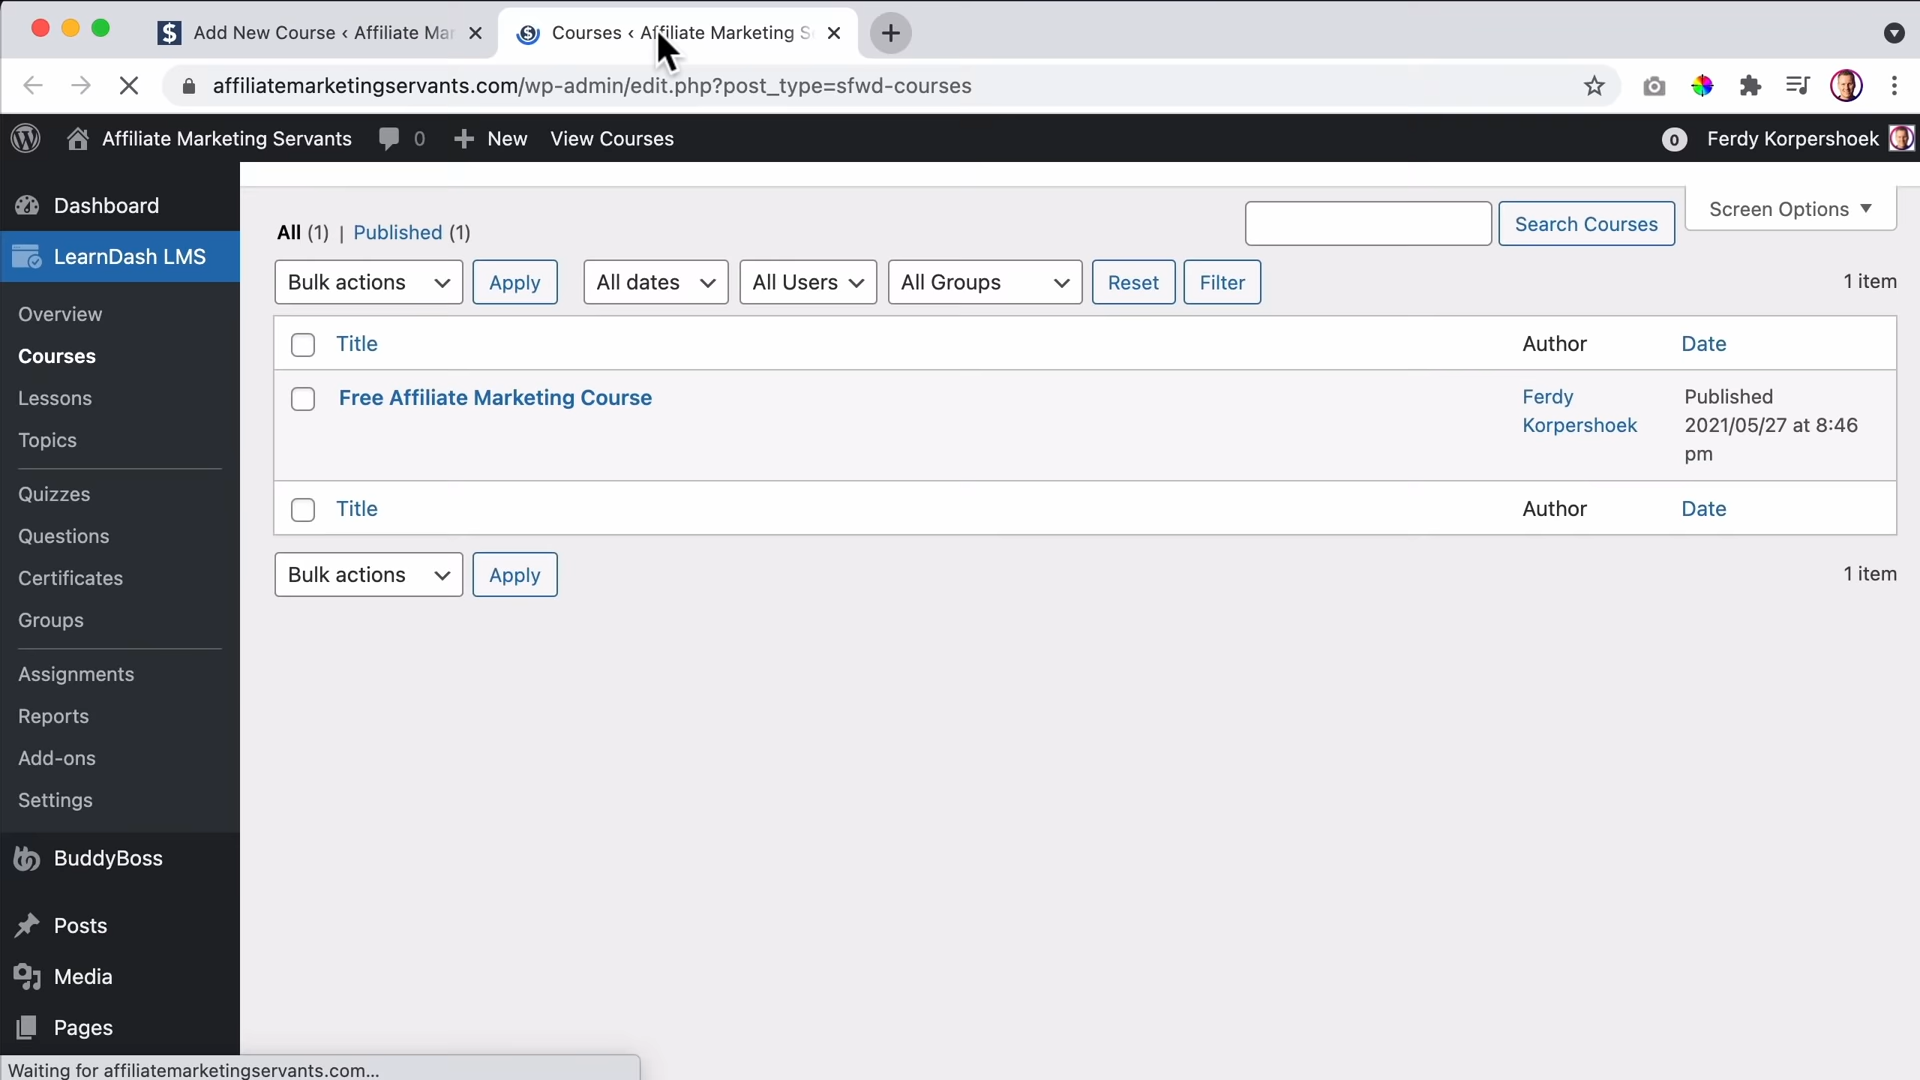 Add New Course ‹ Affiliate Mar
Courses ‹ Affiliate Marketing S
affiliatemarketingservants.com/wp-admin/edit.php?post_type=sfwd-courses
Affiliate Marketing Servants
0
New
View Courses
0
Ferdy Korpershoek
Dashboard
LearnDash LMS
Overview
Courses
Lessons
Topics
Quizzes
Questions
Certificates
Groups
Assignments
Reports
Add-ons
Settings
BuddyBoss
Posts
Media
Pages
Screen Options
All (1) | Published (1)
Search Courses
Bulk actions
Apply
All dates
All Users
All Groups
Reset
Filter
1 item
Title
Author
Date
Free Affiliate Marketing Course
Ferdy
Korpershoek
Published
2021/05/27 at 8:46
pm
Title
Author
Date
Bulk actions
Apply
1 item
Waiting for affiliatemarketingservants.com...